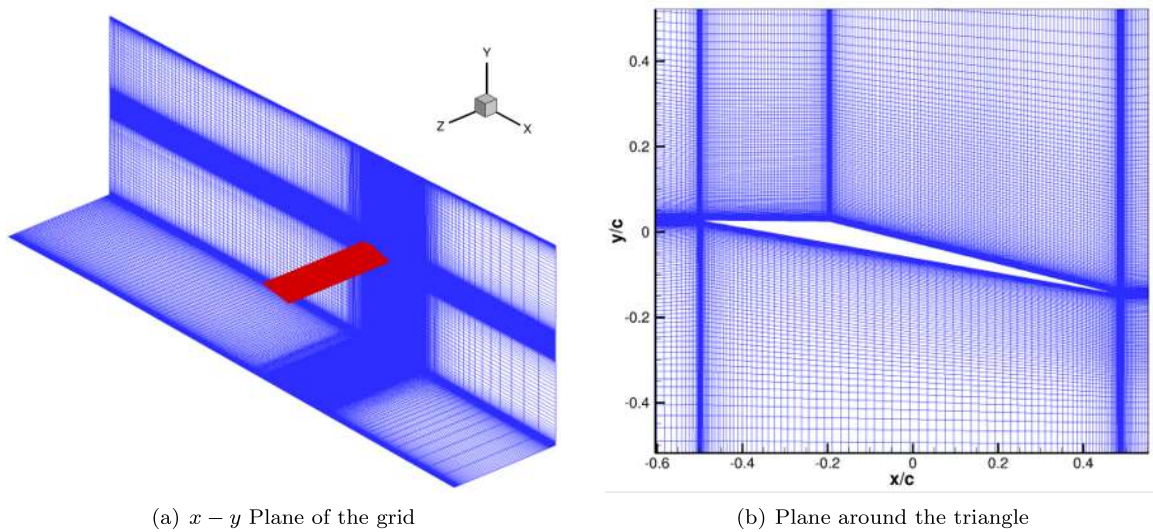 Y
Z
X
0.4
0.2
0
-0.2
-0.4
y/c
-0.6
-0.4
-0.2
0
0.2
0.4
x/c
(a) x − y Plane of the grid
(b) Plane around the triangle